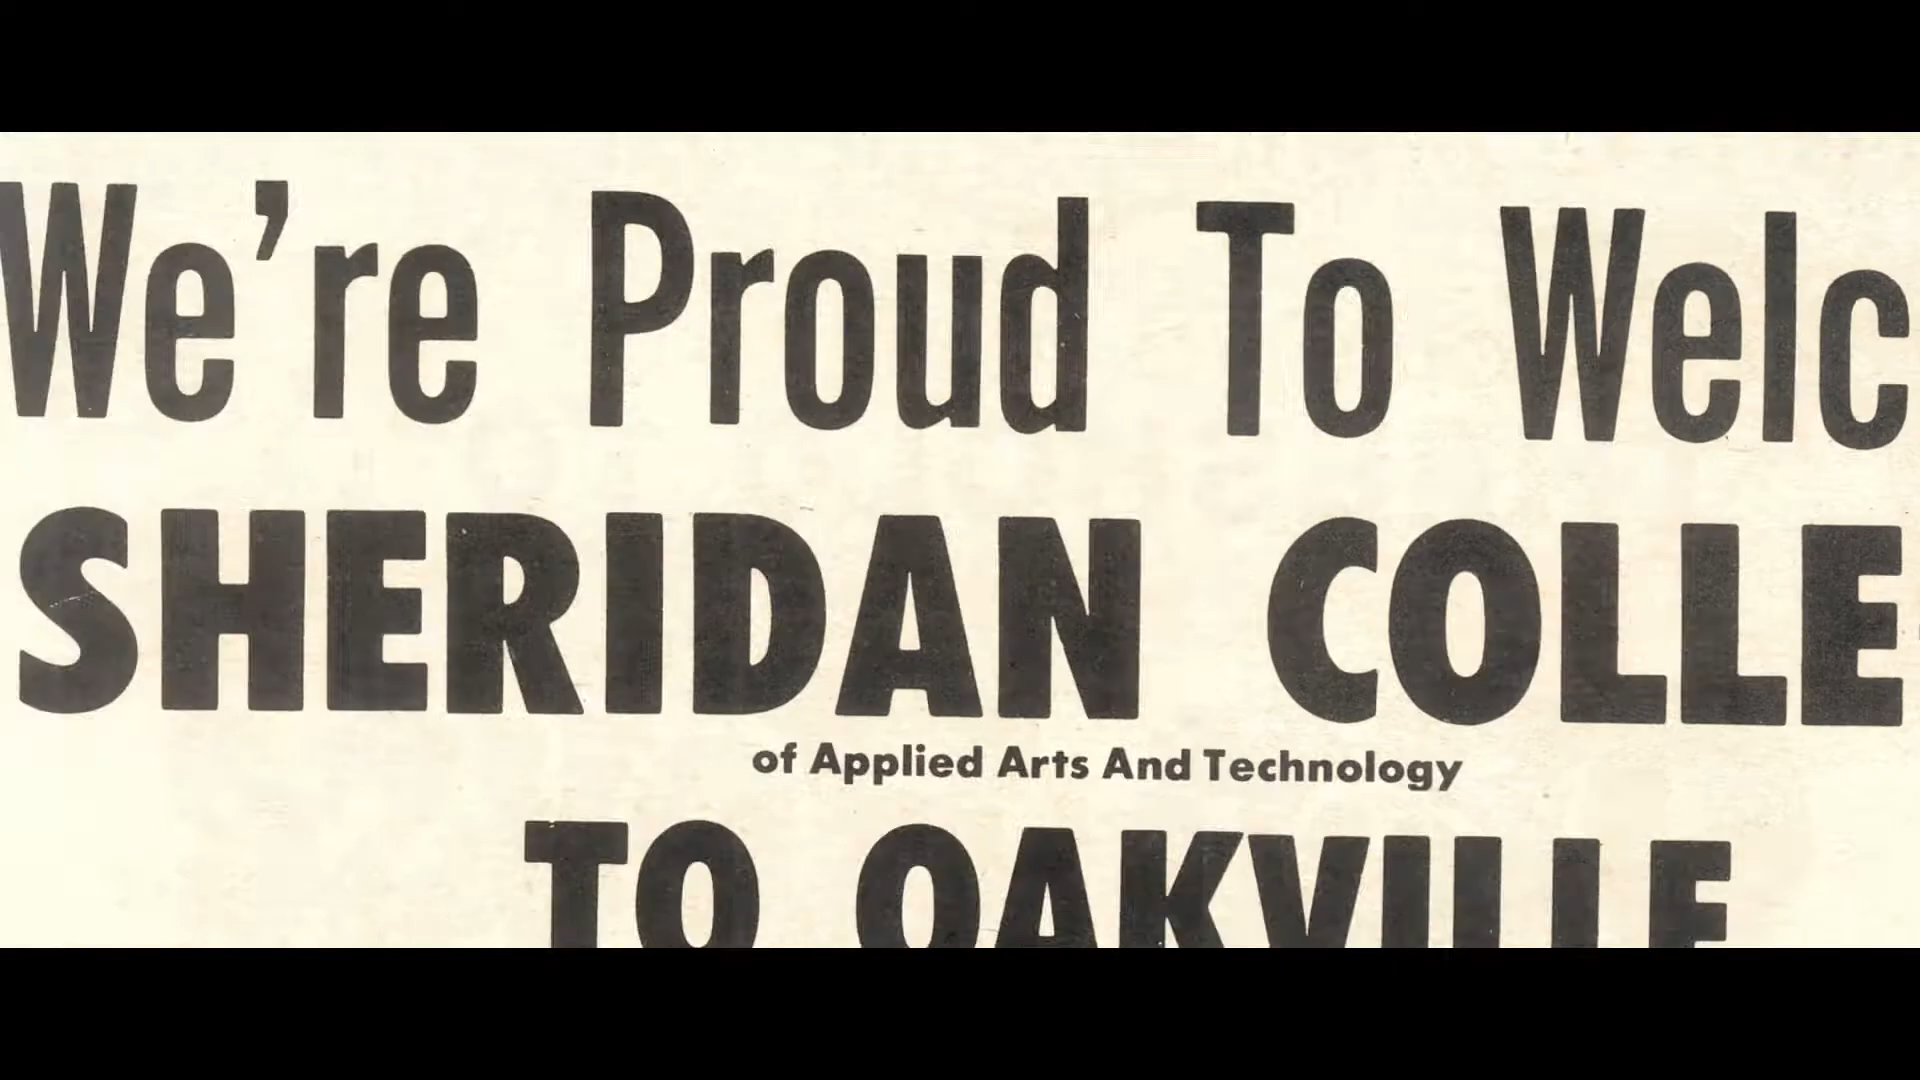 We're Proud To Welc
SHERIDAN COLLE
of Applied Arts And Technology
TO OAKVILLE